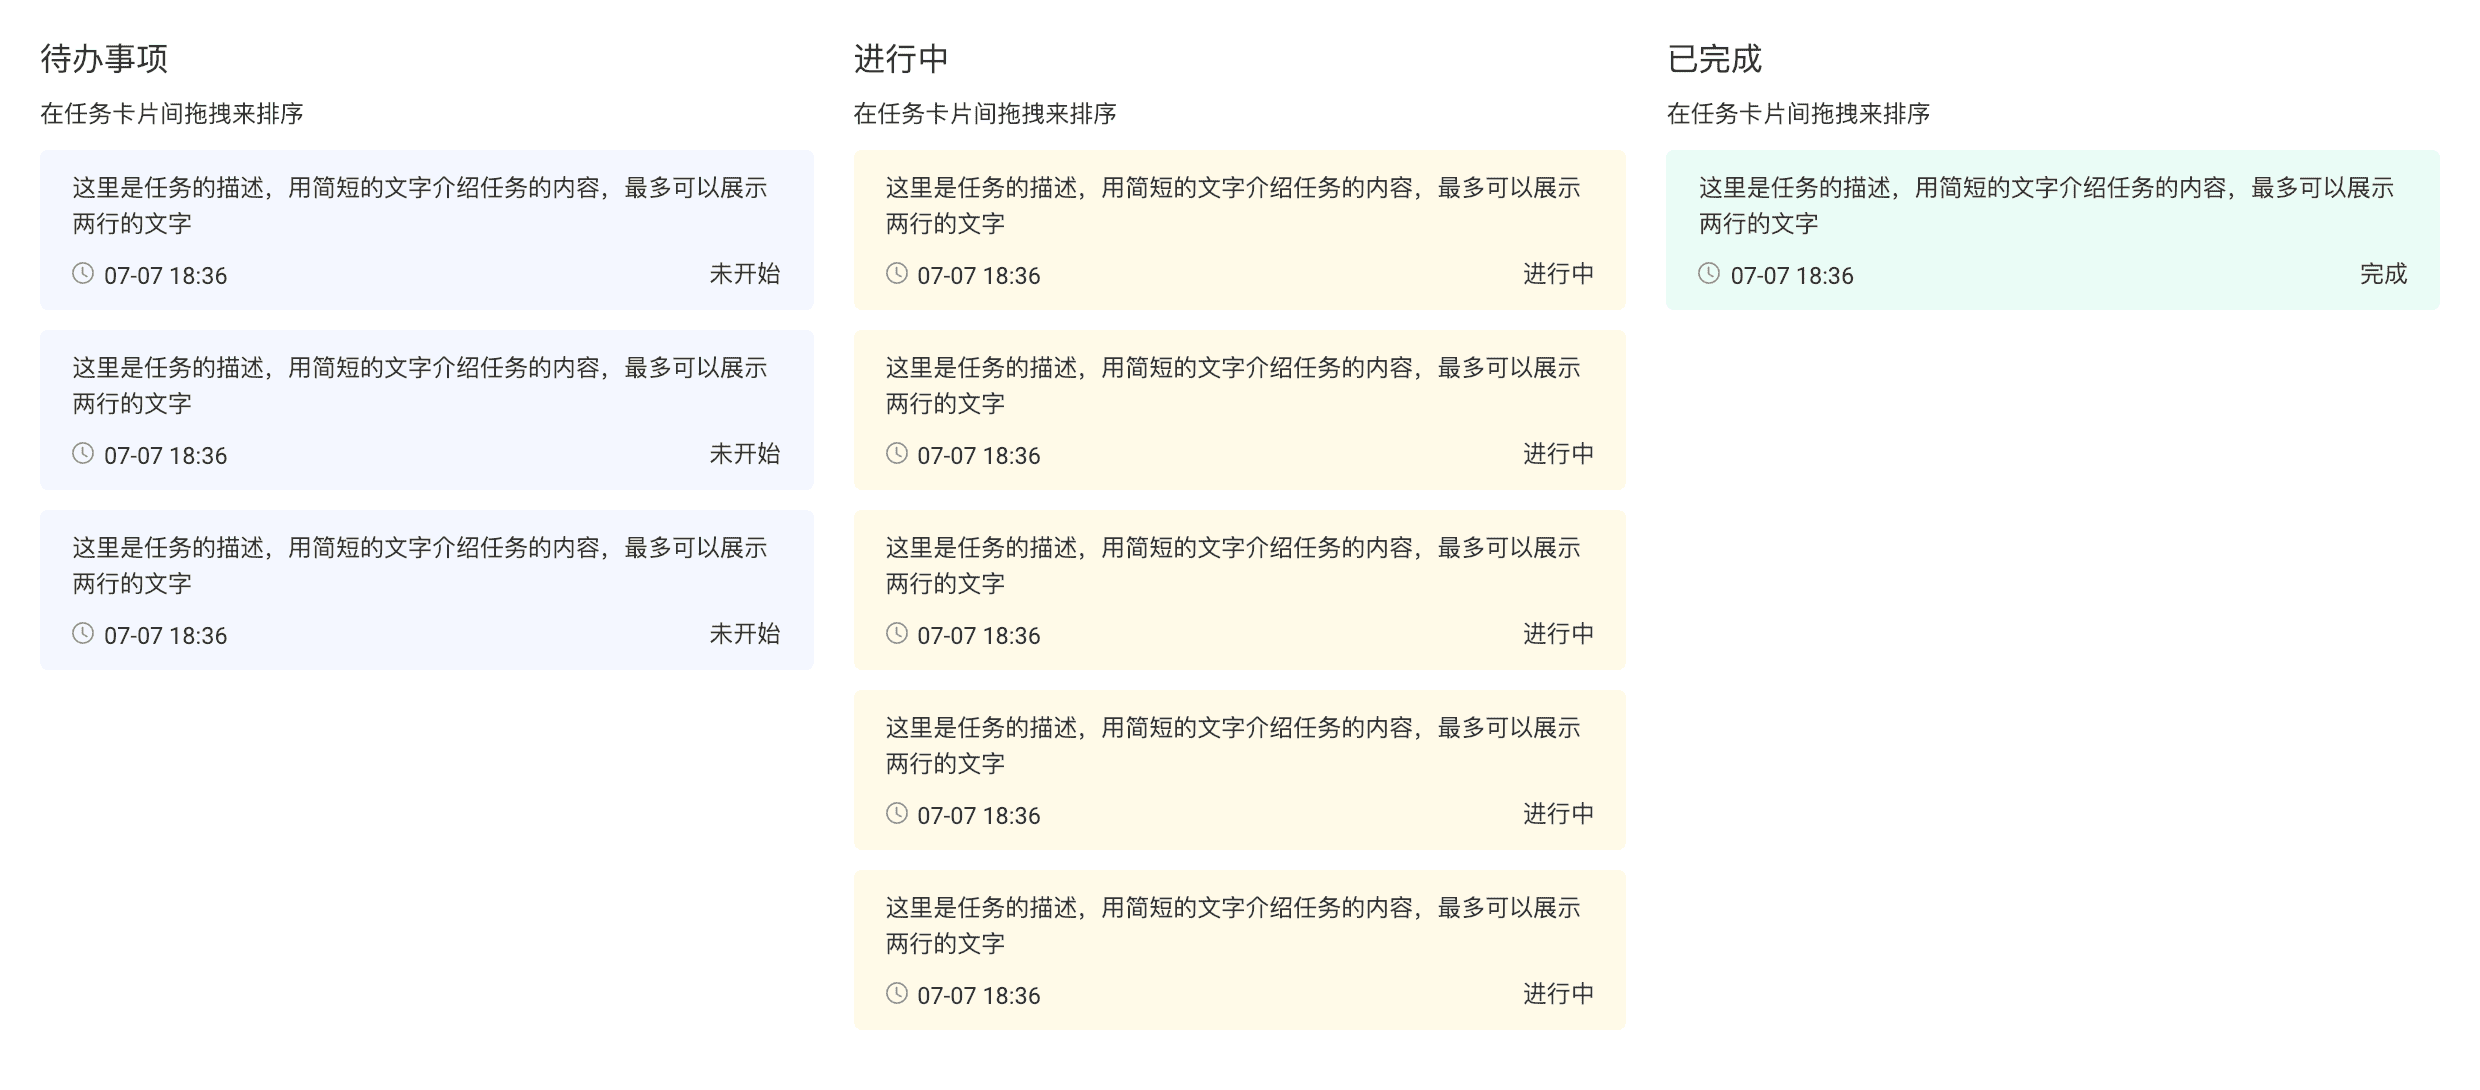 待办事项
在任务卡片间拖拽来排序
这里是任务的描述，用简短的文字介绍任务的内容，最多可以展示
两行的文字
07-07 18:36
未开始
这里是任务的描述，用简短的文字介绍任务的内容，最多可以展示
两行的文字
07-07 18:36
未开始
这里是任务的描述，用简短的文字介绍任务的内容，最多可以展示
两行的文字
07-07 18:36
未开始
进行中
在任务卡片间拖拽来排序
这里是任务的描述，用简短的文字介绍任务的内容，最多可以展示
两行的文字
07-07 18:36
进行中
这里是任务的描述，用简短的文字介绍任务的内容，最多可以展示
两行的文字
07-07 18:36
进行中
这里是任务的描述，用简短的文字介绍任务的内容，最多可以展示
两行的文字
07-07 18:36
进行中
这里是任务的描述，用简短的文字介绍任务的内容，最多可以展示
两行的文字
07-07 18:36
进行中
这里是任务的描述，用简短的文字介绍任务的内容，最多可以展示
两行的文字
07-07 18:36
进行中
已完成
在任务卡片间拖拽来排序
这里是任务的描述，用简短的文字介绍任务的内容，最多可以展示
两行的文字
07-07 18:36
完成